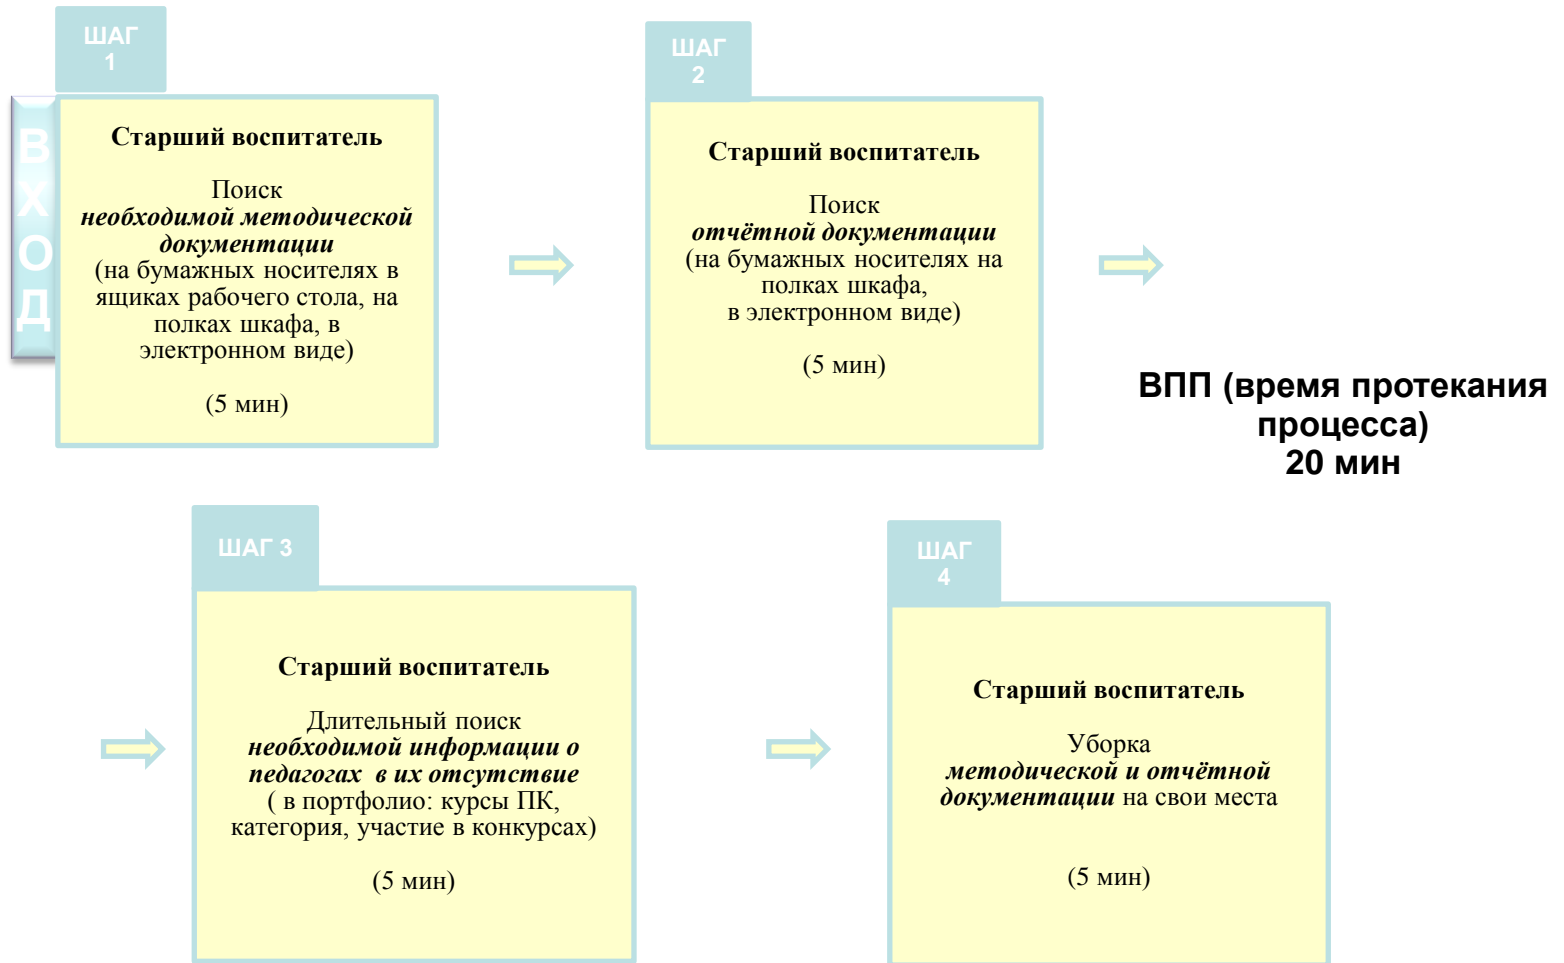 ШАГ
1
ВХОД
Старший воспитатель
Поиск
необходимой методической
документации
(на бумажных носителях в
ящиках рабочего стола, на
полках шкафа, в
электронном виде)
(5 мин)
ШАГ
2
Старший воспитатель
Поиск
отчётной документации
(на бумажных носителях на
полках шкафа,
в электронном виде)
(5 мин)
ВПП (время протекания
процесса)
20 мин
ШАГ 3
Старший воспитатель
Длительный поиск
необходимой информации о
педагогах в их отсутствие
( в портфолио: курсы ПК,
категория, участие в конкурсах)
(5 мин)
ШАГ
4
Старший воспитатель
Уборка
методической и отчётной
документации на свои места
(5 мин)